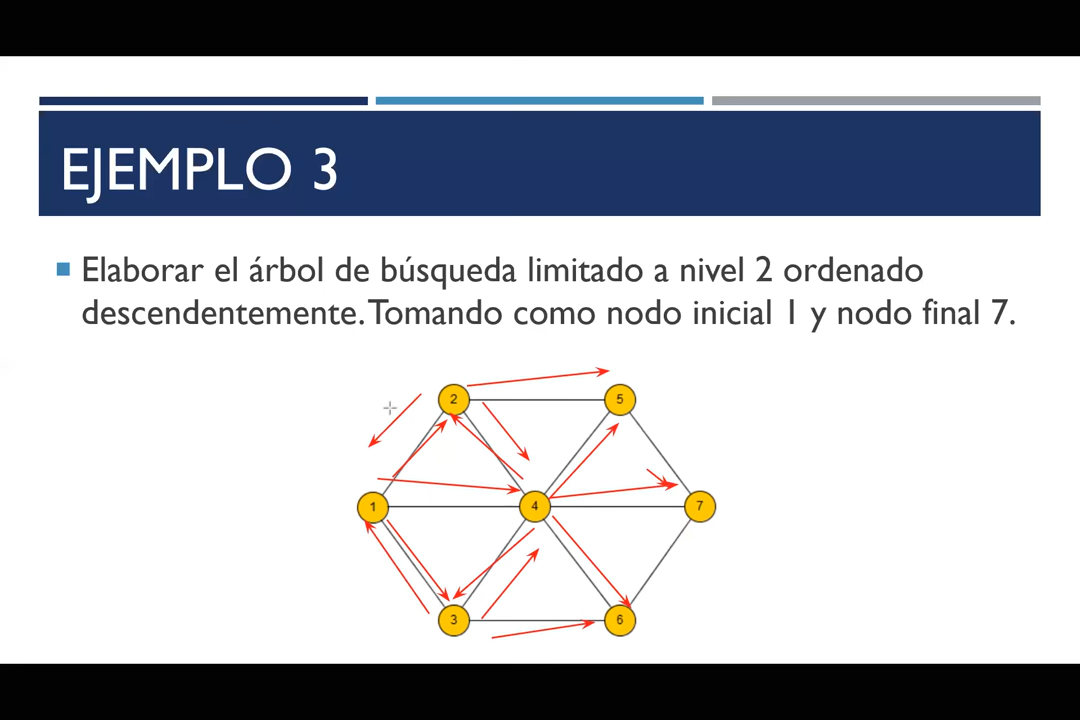 EJEMPLO 3
Elaborar el árbol de búsqueda limitado a nivel 2 ordenado
descendentemente. Tomando como nodo inicial 1 y nodo final 7.
2 5
1 4 7
3 6